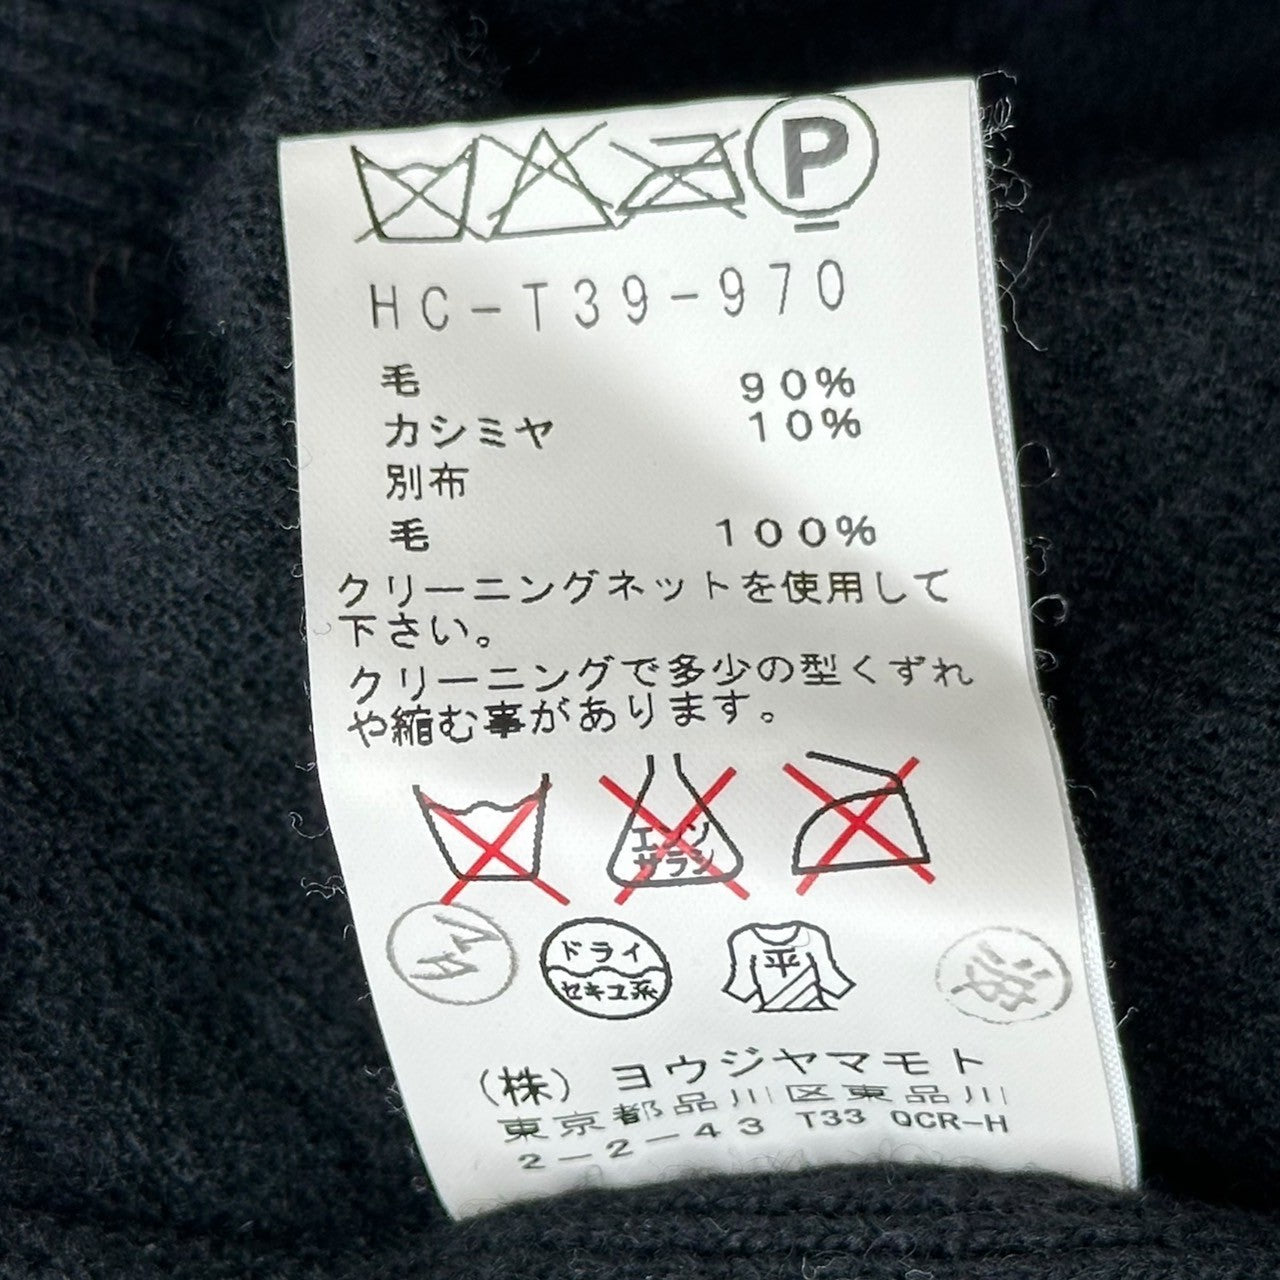 P
HC-T39-970
毛 90%
カシミヤ 10%
別布
毛 100%
クリーニングネットを使用して
下さい。
クリーニングで多少の型くずれ
や縮む事があります。
エンソ
サラシ
ドライ
セキユ系
平
(株)ヨウジヤマモト
東京都品川区東品川
2-2-43 T33 QCR-H